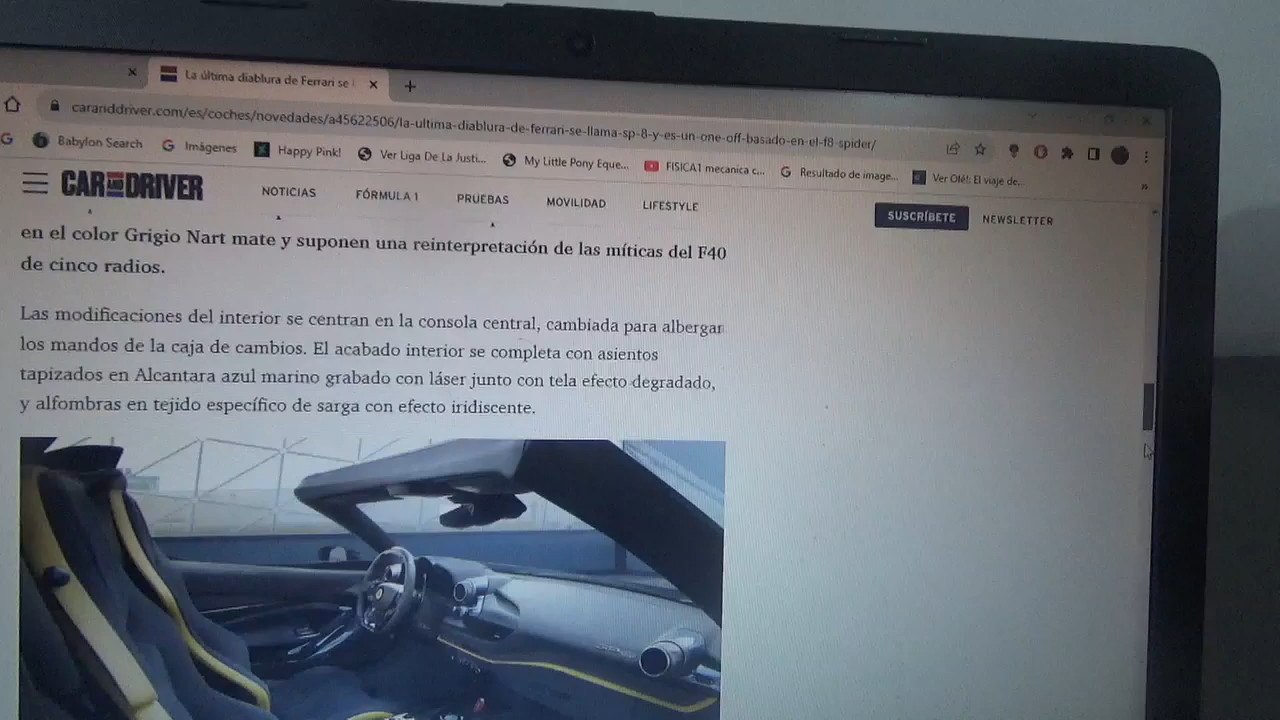 La última diablura de Ferrari se
caranddriver.com/es/coches/novedades/a45622506/la-ultima-diablura-de-ferrari-se-llama-sp-8-y-es-un-one-off-basado-en-el-f8-spider/
Babylon Search
Imágenes
Happy Pink!
Ver Liga De La Justi...
My Little Pony Eque...
FISICA1 mecanica c...
Resultado de image...
Ver Olé!: El viaje de...
CAR AND DRIVER
NOTICIAS
FÓRMULA 1
PRUEBAS
MOVILIDAD
LIFESTYLE
SUSCRÍBETE
NEWSLETTER
en el color Grigio Nart mate y suponen una reinterpretación de las míticas del F40
de cinco radios.
Las modificaciones del interior se centran en la consola central, cambiada para albergar
los mandos de la caja de cambios. El acabado interior se completa con asientos
tapizados en Alcantara azul marino grabado con láser junto con tela efecto degradado,
y alfombras en tejido específico de sarga con efecto iridiscente.